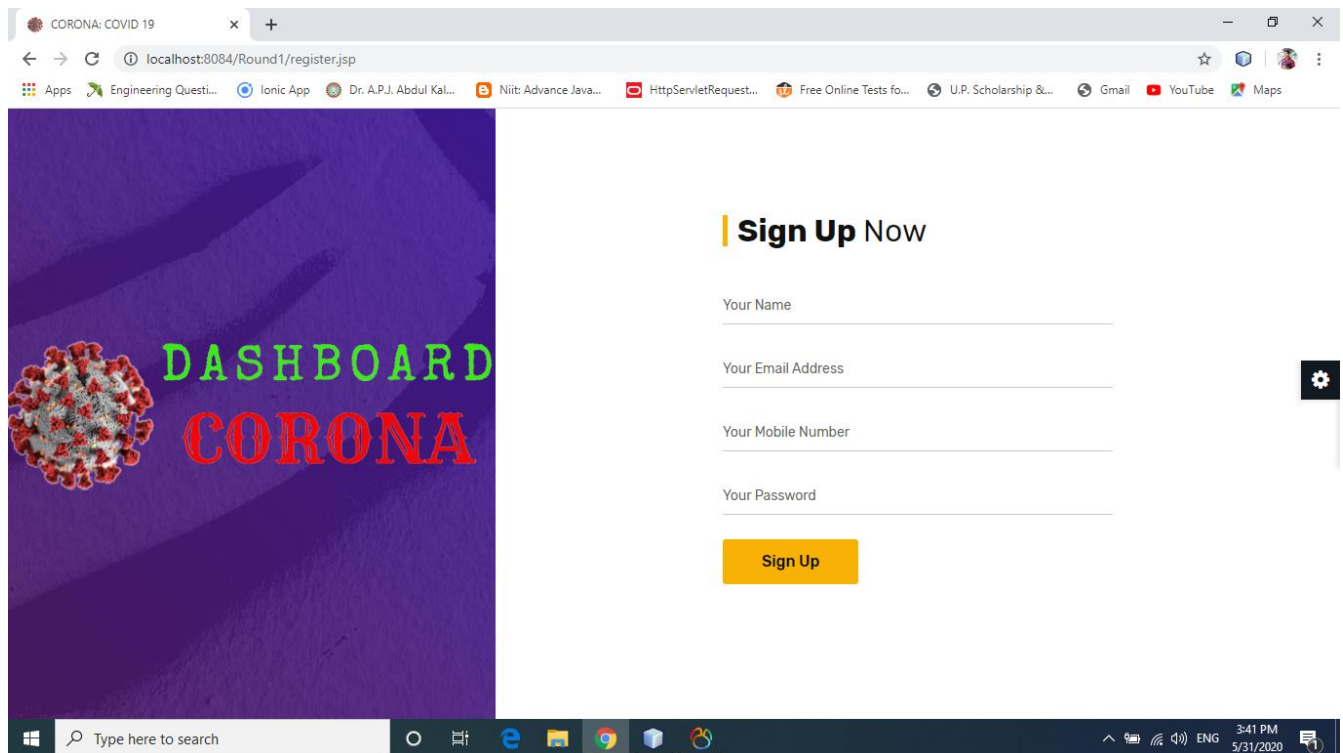 CORONA: COVID 19
localhost:8084/Round1/register.jsp
Apps Engineering Questi... Ionic App Dr. A.P.J. Abdul Kal... Niit: Advance Java... HttpServletRequest... Free Online Tests fo... U.P. Scholarship &... Gmail YouTube Maps
DASHBOARD
CORONA
Sign Up Now
Your Name
Your Email Address
Your Mobile Number
Your Password
Sign Up
Type here to search
ENG
3:41 PM
5/31/2020